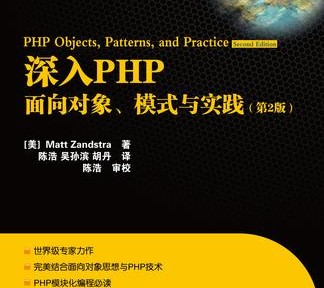 PHP Objects, Patterns, and Practice Second Edition
深入PHP
面向对象、模式与实践（第2版）
[美] Matt Zandstra 著
陈浩 吴孙滨 胡丹 译
陈浩 审校
世界级专家力作
完美结合面向对象思想与PHP技术
PHP模块化编程必读